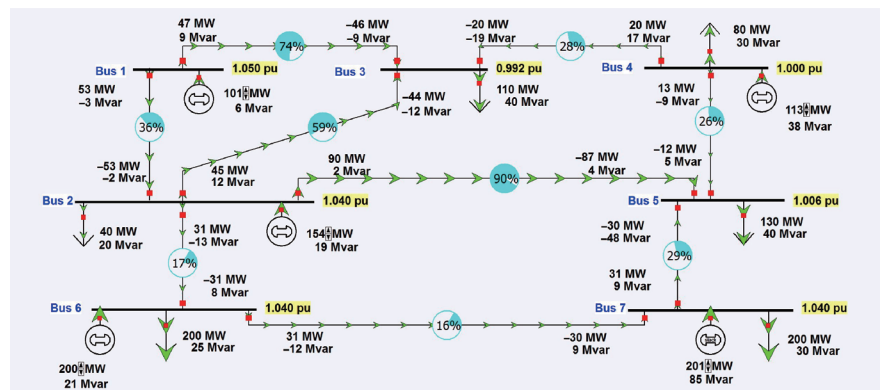 47 MW
9 Mvar
74%
−46 MW
−9 Mvar
−20 MW
−19 Mvar
28%
20 MW
17 Mvar
80 MW
30 Mvar
Bus 1
1.050 pu
Bus 3
0.992 pu
Bus 4
1.000 pu
53 MW
−3 Mvar
101 MW
6 Mvar
36%
−44 MW
−12 Mvar
110 MW
40 Mvar
13 MW
−9 Mvar
113 MW
38 Mvar
59%
26%
−53 MW
−2 Mvar
45 MW
12 Mvar
90 MW
2 Mvar
90%
−87 MW
4 Mvar
−12 MW
5 Mvar
Bus 2
1.040 pu
Bus 5
1.006 pu
40 MW
20 Mvar
31 MW
−13 Mvar
154 MW
19 Mvar
−30 MW
−48 Mvar
130 MW
40 Mvar
17%
29%
−31 MW
8 Mvar
31 MW
9 Mvar
Bus 6
1.040 pu
Bus 7
1.040 pu
16%
200 MW
21 Mvar
200 MW
25 Mvar
31 MW
−12 Mvar
−30 MW
9 Mvar
201 MW
85 Mvar
200 MW
30 Mvar